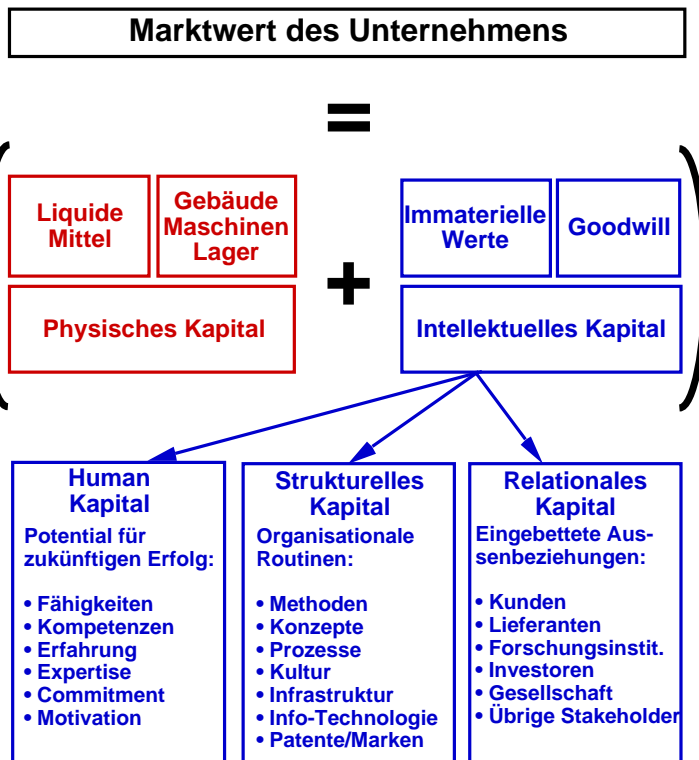 Marktwert des Unternehmens
=
Liquide
Mittel
Gebäude
Maschinen
Lager
Physisches Kapital
+
Immaterielle
Werte
Goodwill
Intellektuelles Kapital
Human
Kapital
Potential für
zukünftigen Erfolg:
• Fähigkeiten
• Kompetenzen
• Erfahrung
• Expertise
• Commitment
• Motivation
Strukturelles
Kapital
Organisationale
Routinen:
• Methoden
• Konzepte
• Prozesse
• Kultur
• Infrastruktur
• Info-Technologie
• Patente/Marken
Relationales
Kapital
Eingebettete Aus-
senbeziehungen:
• Kunden
• Lieferanten
• Forschungsinstit.
• Investoren
• Gesellschaft
• Übrige Stakeholder